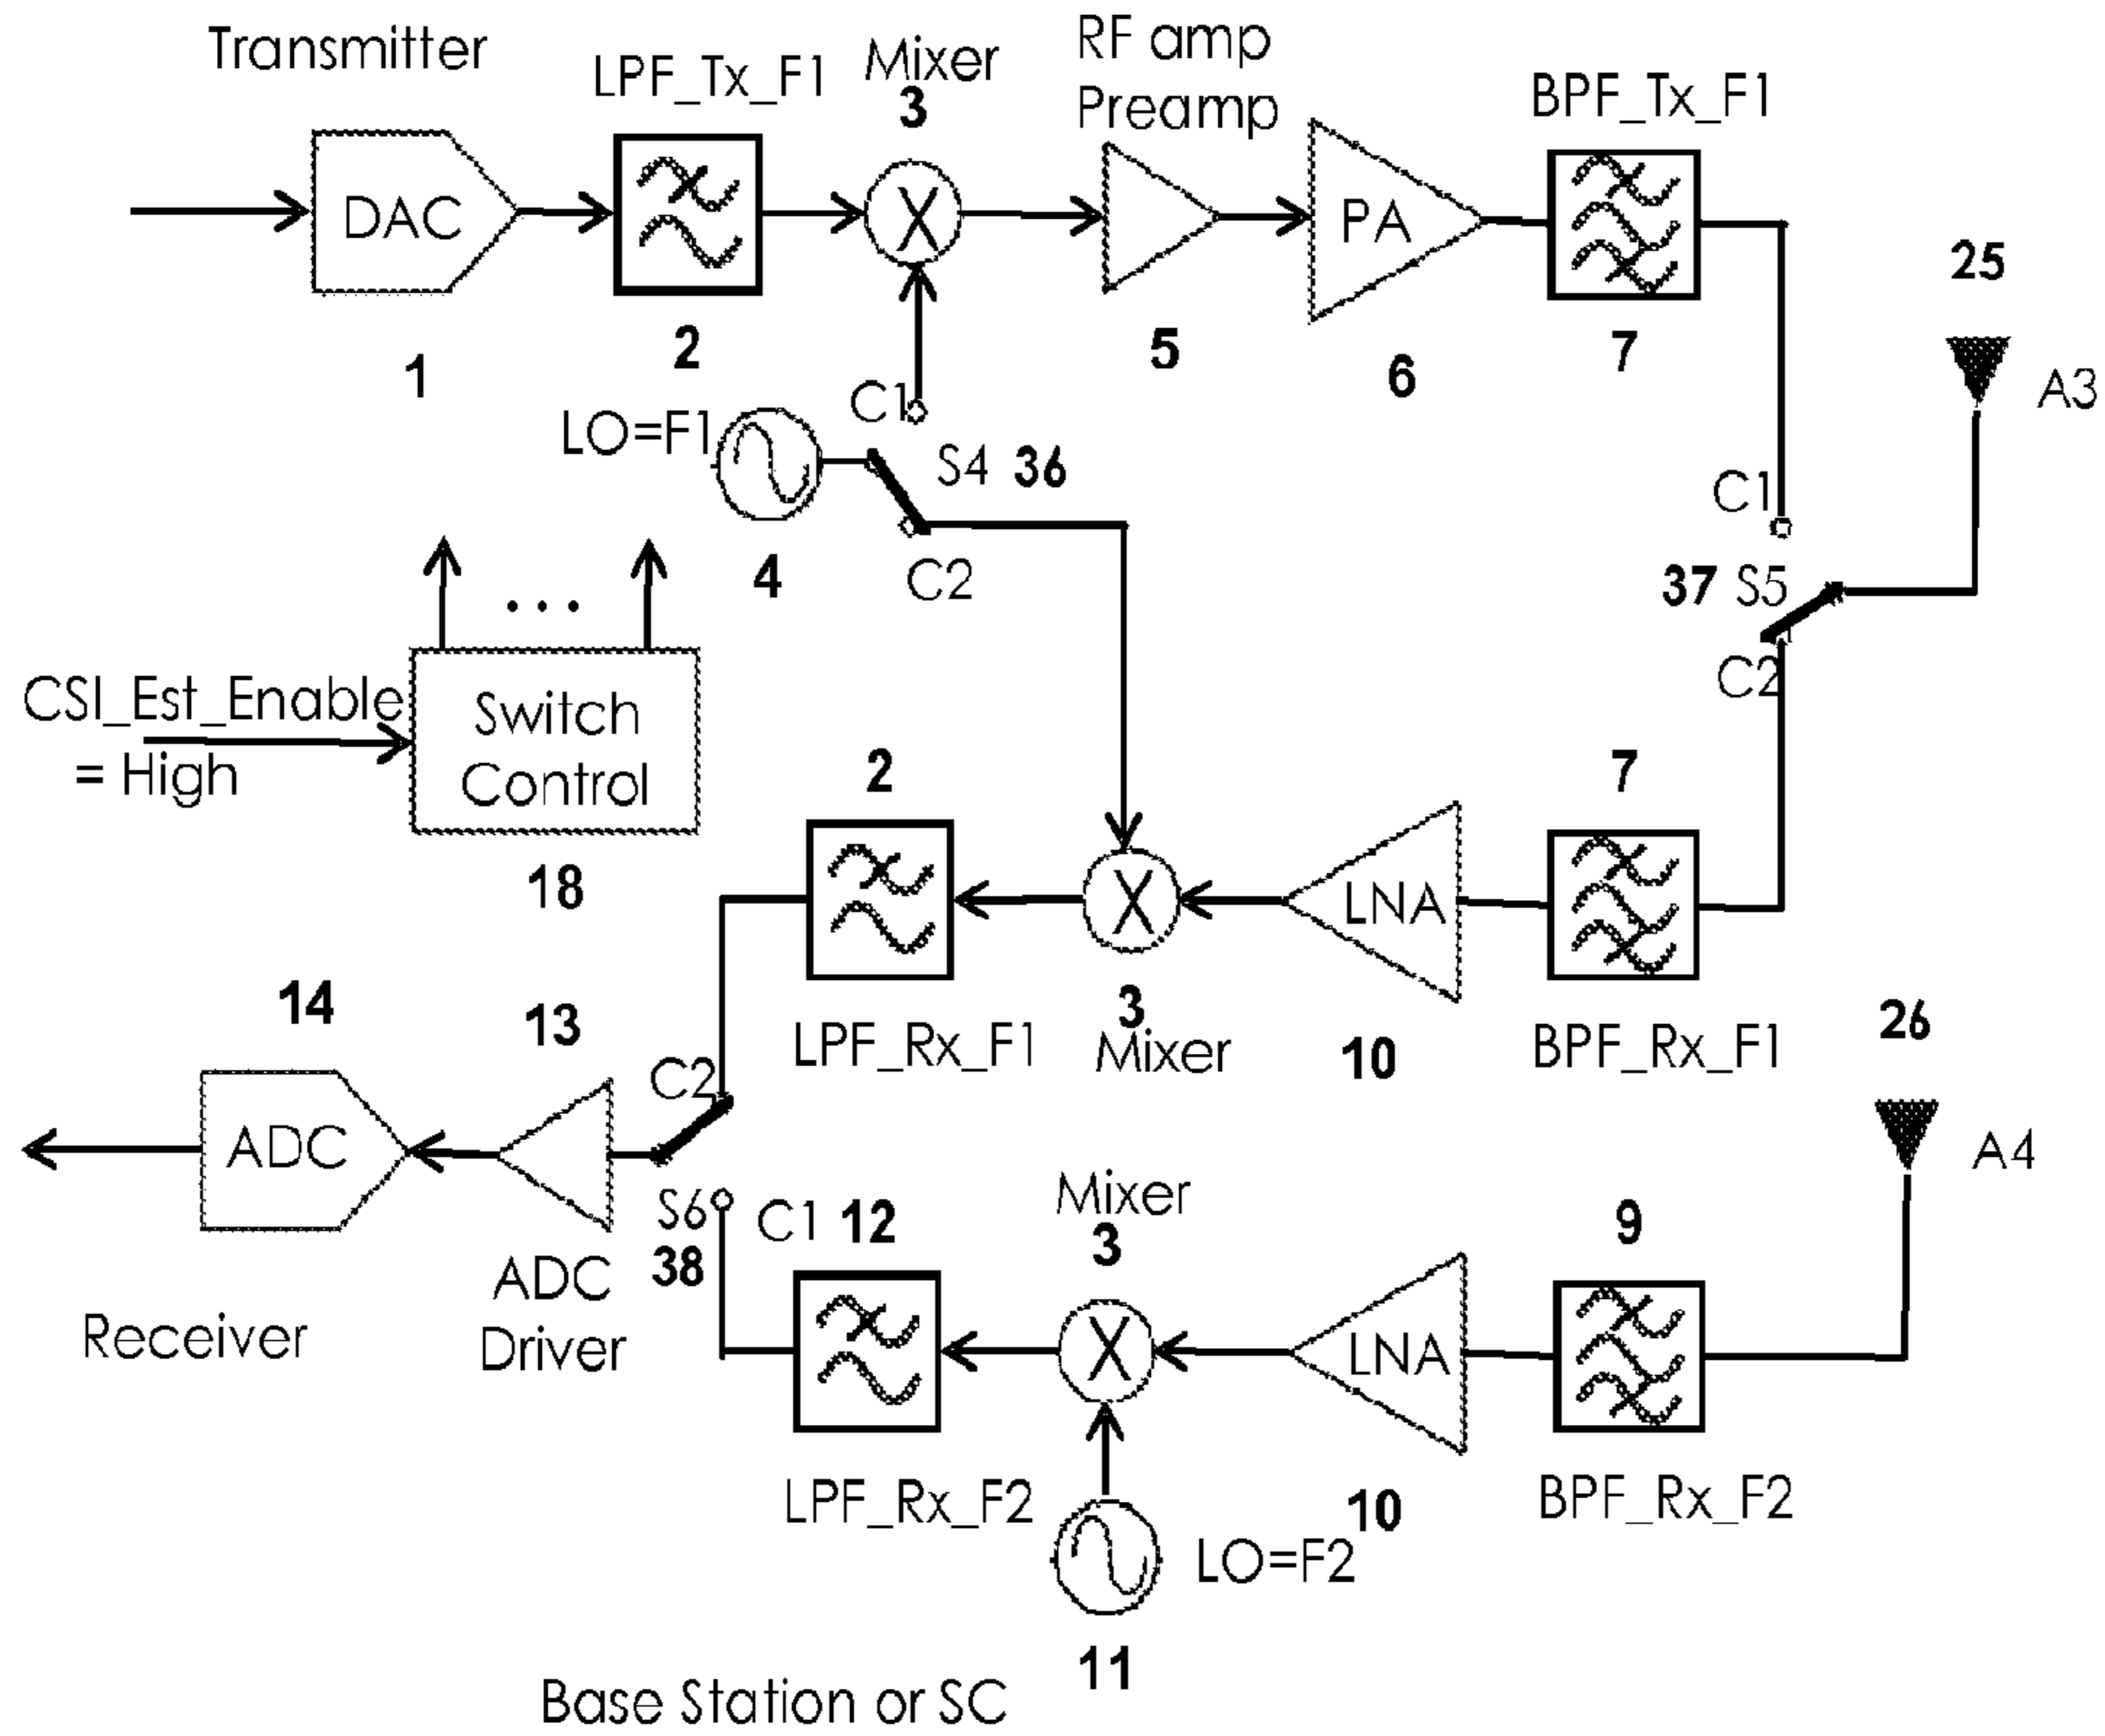 Transmitter
LPF_Tx_F1
Mixer
3
RF amp
Preamp
BPF_Tx_F1
DAC
X
PA
1
2
5
6
7
25
A3
C1
LO=F1
S4 36
C2
4
C1
37 S5
C2
...
CSI_Est_Enable
= High
Switch
Control
18
2
7
X
LNA
LPF_Rx_F1
3
Mixer
10
BPF_Rx_F1
26
14
13
C2
ADC
A4
S6
38
C1
12
Mixer
3
9
ADC
Driver
Receiver
X
LNA
LPF_Rx_F2
10
BPF_Rx_F2
LO=F2
11
Base Station or SC